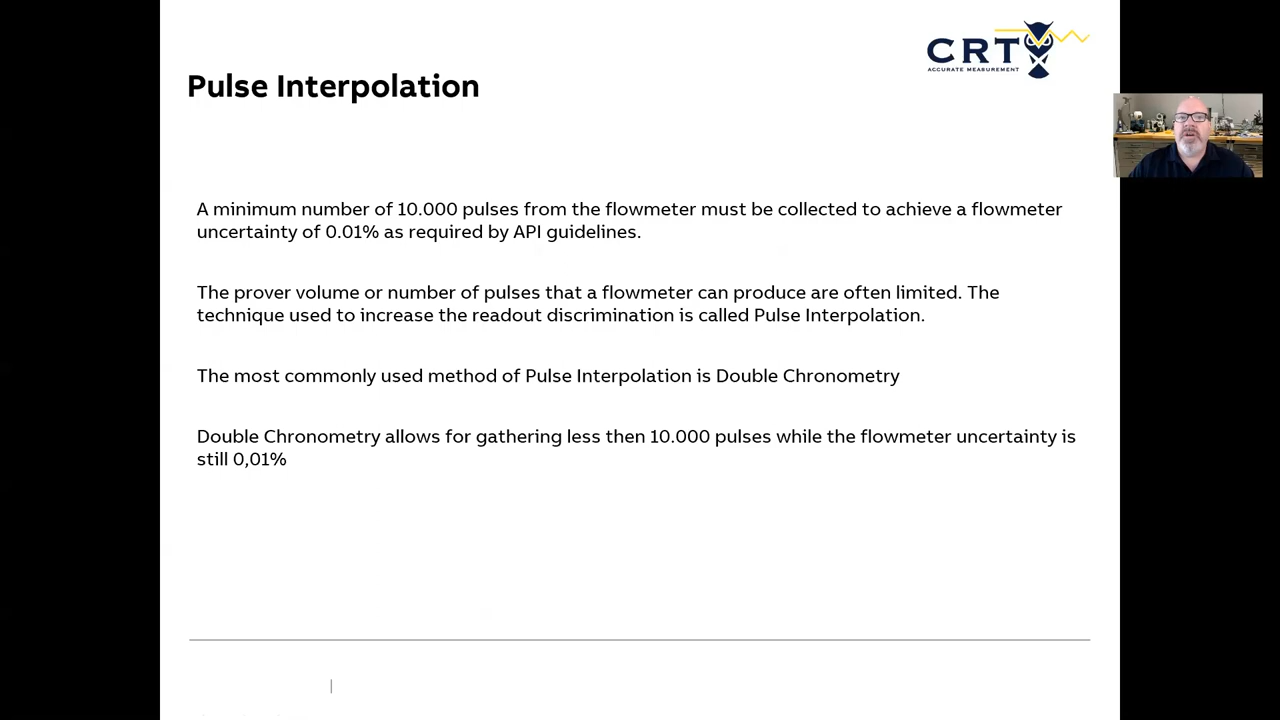 CRT
ACCURATE MEASUREMENT
Pulse Interpolation
A minimum number of 10.000 pulses from the flowmeter must be collected to achieve a flowmeter
uncertainty of 0.01% as required by API guidelines.
The prover volume or number of pulses that a flowmeter can produce are often limited. The
technique used to increase the readout discrimination is called Pulse Interpolation.
The most commonly used method of Pulse Interpolation is Double Chronometry
Double Chronometry allows for gathering less then 10.000 pulses while the flowmeter uncertainty is
still 0,01%